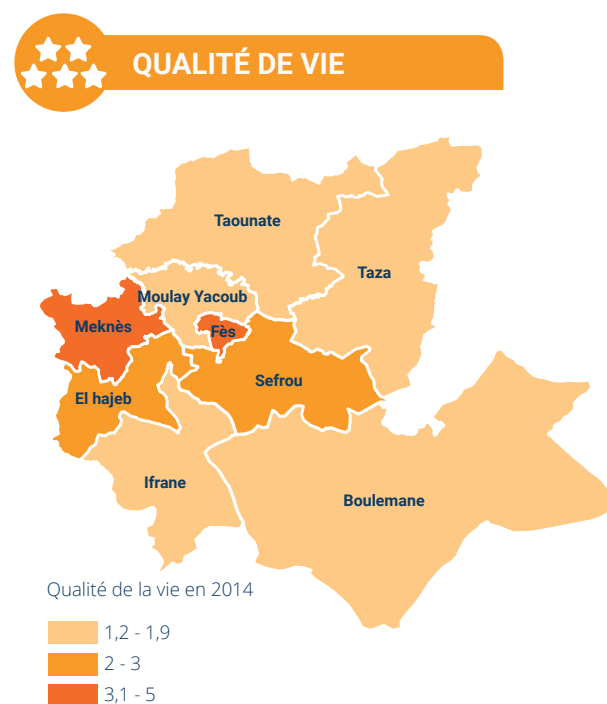 QUALITÉ DE VIE
Taounate
Taza
Moulay Yacoub
Meknès
Fès
Sefrou
El hajeb
Ifrane
Boulemane
Qualité de la vie en 2014
1,2 - 1,9
2 - 3
3,1 - 5